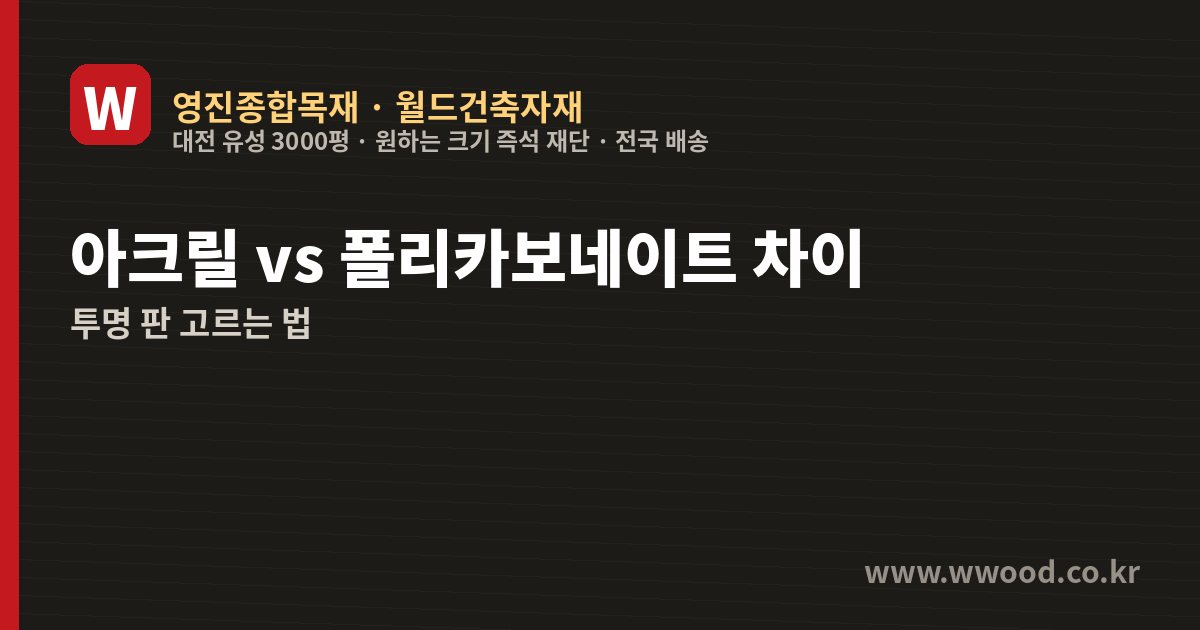 W
영진종합목재 · 월드건축자재
대전 유성 3000평 · 원하는 크기 즉석 재단 · 전국 배송
아크릴 vs 폴리카보네이트 차이
투명 판 고르는 법
www.wwood.co.kr